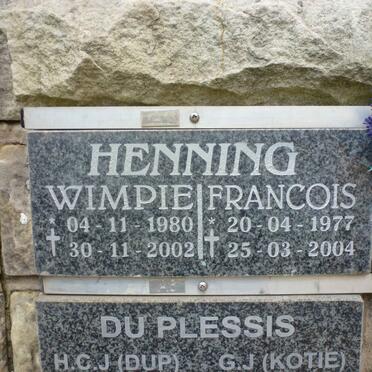 HENNING
WIMPIE FRANCOIS
* 04-11-1980 * 20-04-1977
† 30-11-2002 † 25-03-2004
DU PLESSIS
H.C.J (DUP) G.J (KOTIE)